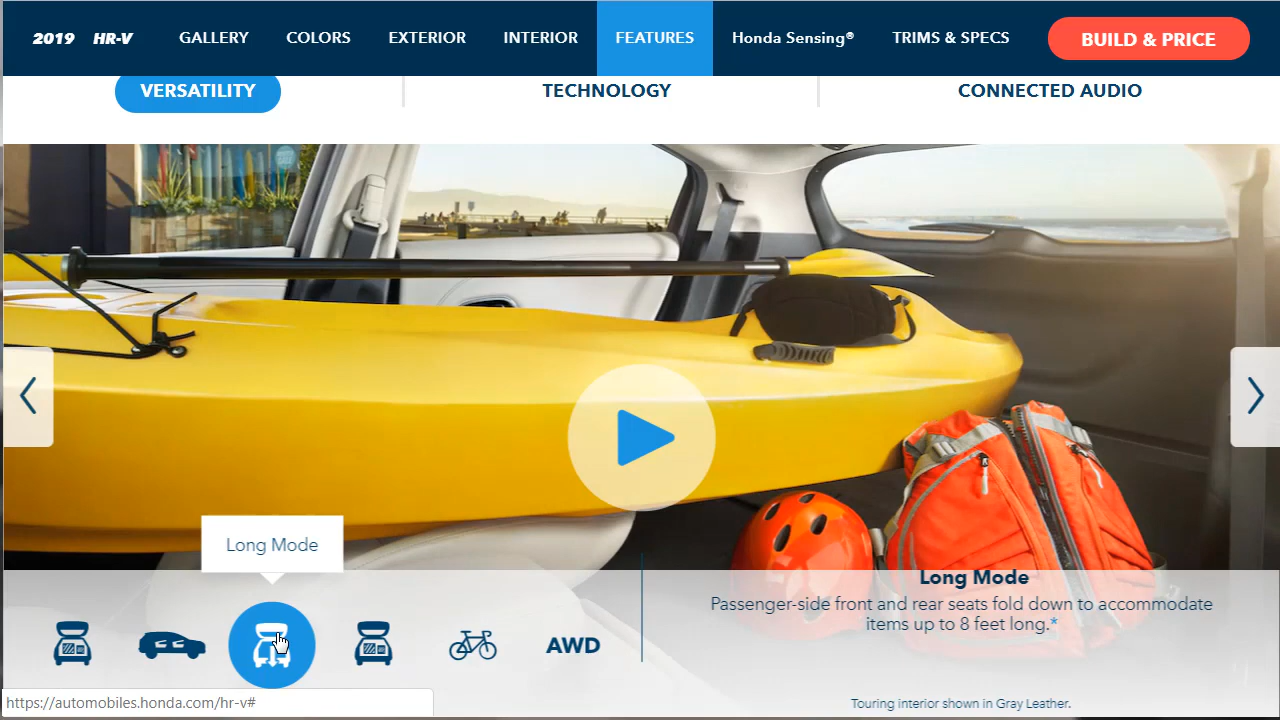 2019 HR-V GALLERY COLORS EXTERIOR INTERIOR FEATURES Honda Sensing® TRIMS & SPECS BUILD & PRICE
VERSATILITY TECHNOLOGY CONNECTED AUDIO
Long Mode
Long Mode
Passenger-side front and rear seats fold down to accommodate
items up to 8 feet long.*
AWD
https://automobiles.honda.com/hr-v#
Touring interior shown in Gray Leather.